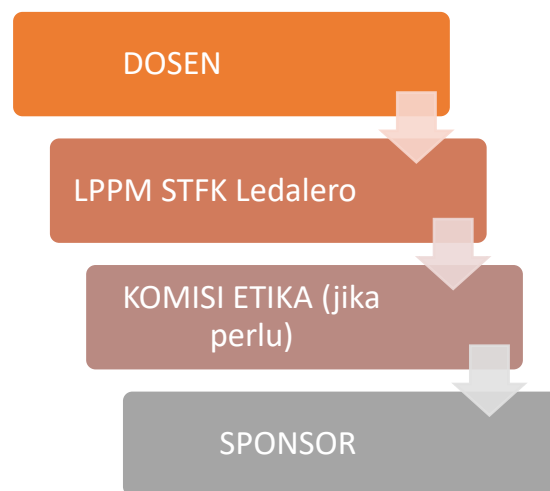 DOSEN
LPPM STFK Ledalero
KOMISI ETIKA (jika
perlu)
SPONSOR